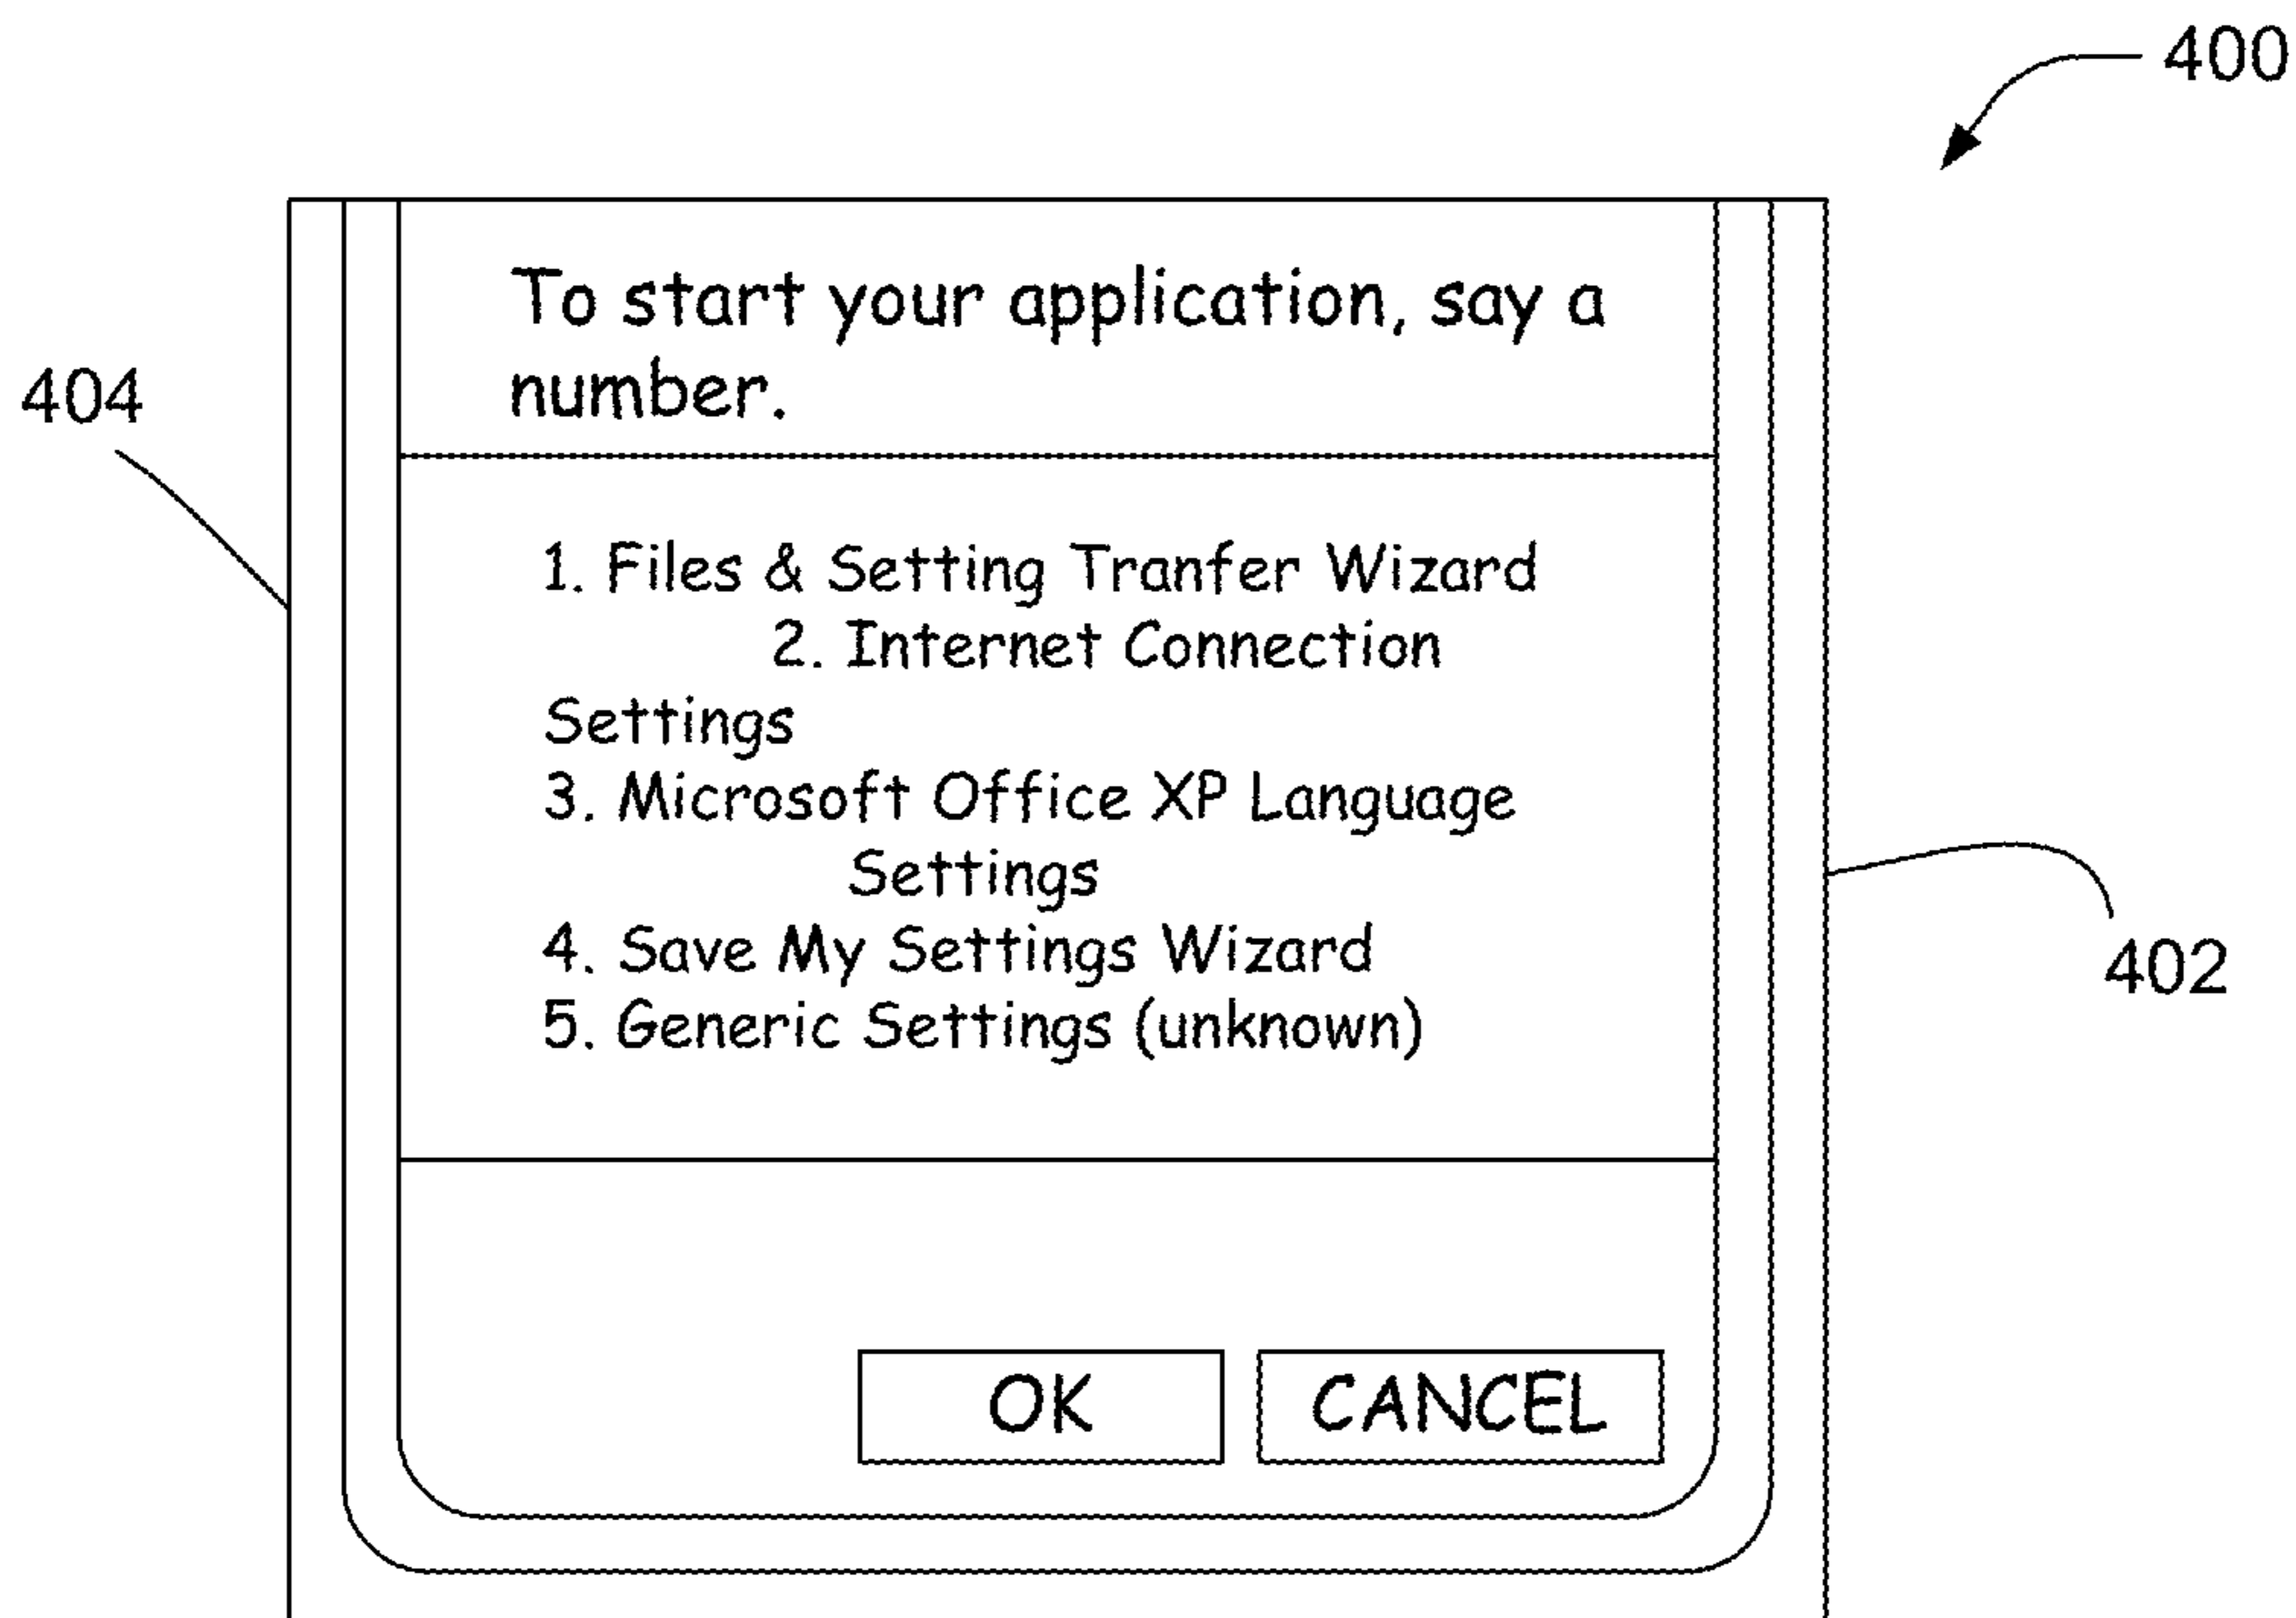 400
To start your application, say a
number.
404
1. Files & Setting Tranfer Wizard
2. Internet Connection
Settings
3. Microsoft Office XP Language
Settings
4. Save My Settings Wizard
5. Generic Settings (unknown)
402
OK
CANCEL